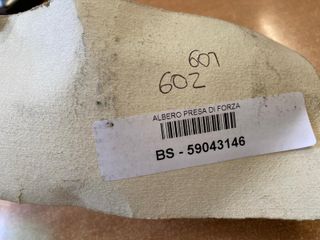 601
602
ALBERO PRESA DI FORZA
BS - 59043146